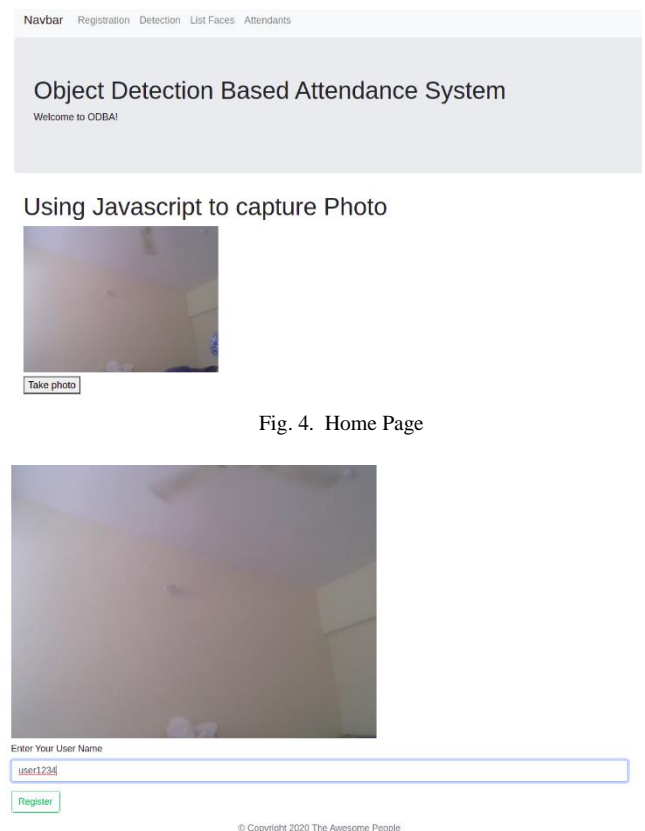 Navbar Registration Detection List Faces Attendants
Object Detection Based Attendance System
Welcome to ODBA!
Using Javascript to capture Photo
Take photo
Fig. 4. Home Page
Enter Your User Name
user1234
Register
© Copyright 2020 The Awesome People